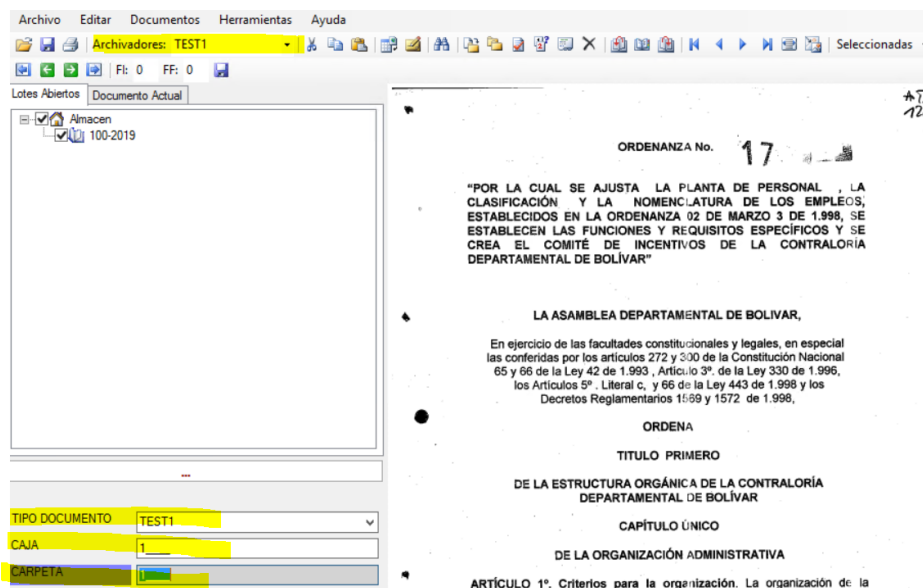 Archivo Editar Documentos Herramientas Ayuda
Archivadores: TEST1
Seleccionadas
FI: 0 FF: 0
Lotes Abiertos Documento Actual
Almacen
100-2019
...
TIPO DOCUMENTO TEST1
CAJA 1____
CARPETA 1
ORDENANZA No. 17
"POR LA CUAL SE AJUSTA LA PLANTA DE PERSONAL , LA
CLASIFICACIÓN Y LA NOMENCLATURA DE LOS EMPLEOS,
ESTABLECIDOS EN LA ORDENANZA 02 DE MARZO 3 DE 1.998, SE
ESTABLECEN LAS FUNCIONES Y REQUISITOS ESPECÍFICOS Y SE
CREA EL COMITÉ DE INCENTIVOS DE LA CONTRALORÍA
DEPARTAMENTAL DE BOLÍVAR"
LA ASAMBLEA DEPARTAMENTAL DE BOLIVAR,
En ejercicio de las facultades constitucionales y legales, en especial
las conferidas por los artículos 272 y 300 de la Constitución Nacional
65 y 66 de la Ley 42 de 1.993 , Artículo 3º. de la Ley 330 de 1.996,
los Artículos 5º . Literal c, y 66 de la Ley 443 de 1.998 y los
Decretos Reglamentarios 1569 y 1572 de 1.998,
ORDENA
TITULO PRIMERO
DE LA ESTRUCTURA ORGÁNICA DE LA CONTRALORÍA
DEPARTAMENTAL DE BOLÍVAR
CAPÍTULO ÚNICO
DE LA ORGANIZACIÓN ADMINISTRATIVA
ARTÍCULO 1º. Criterios para la organización. La organización de la